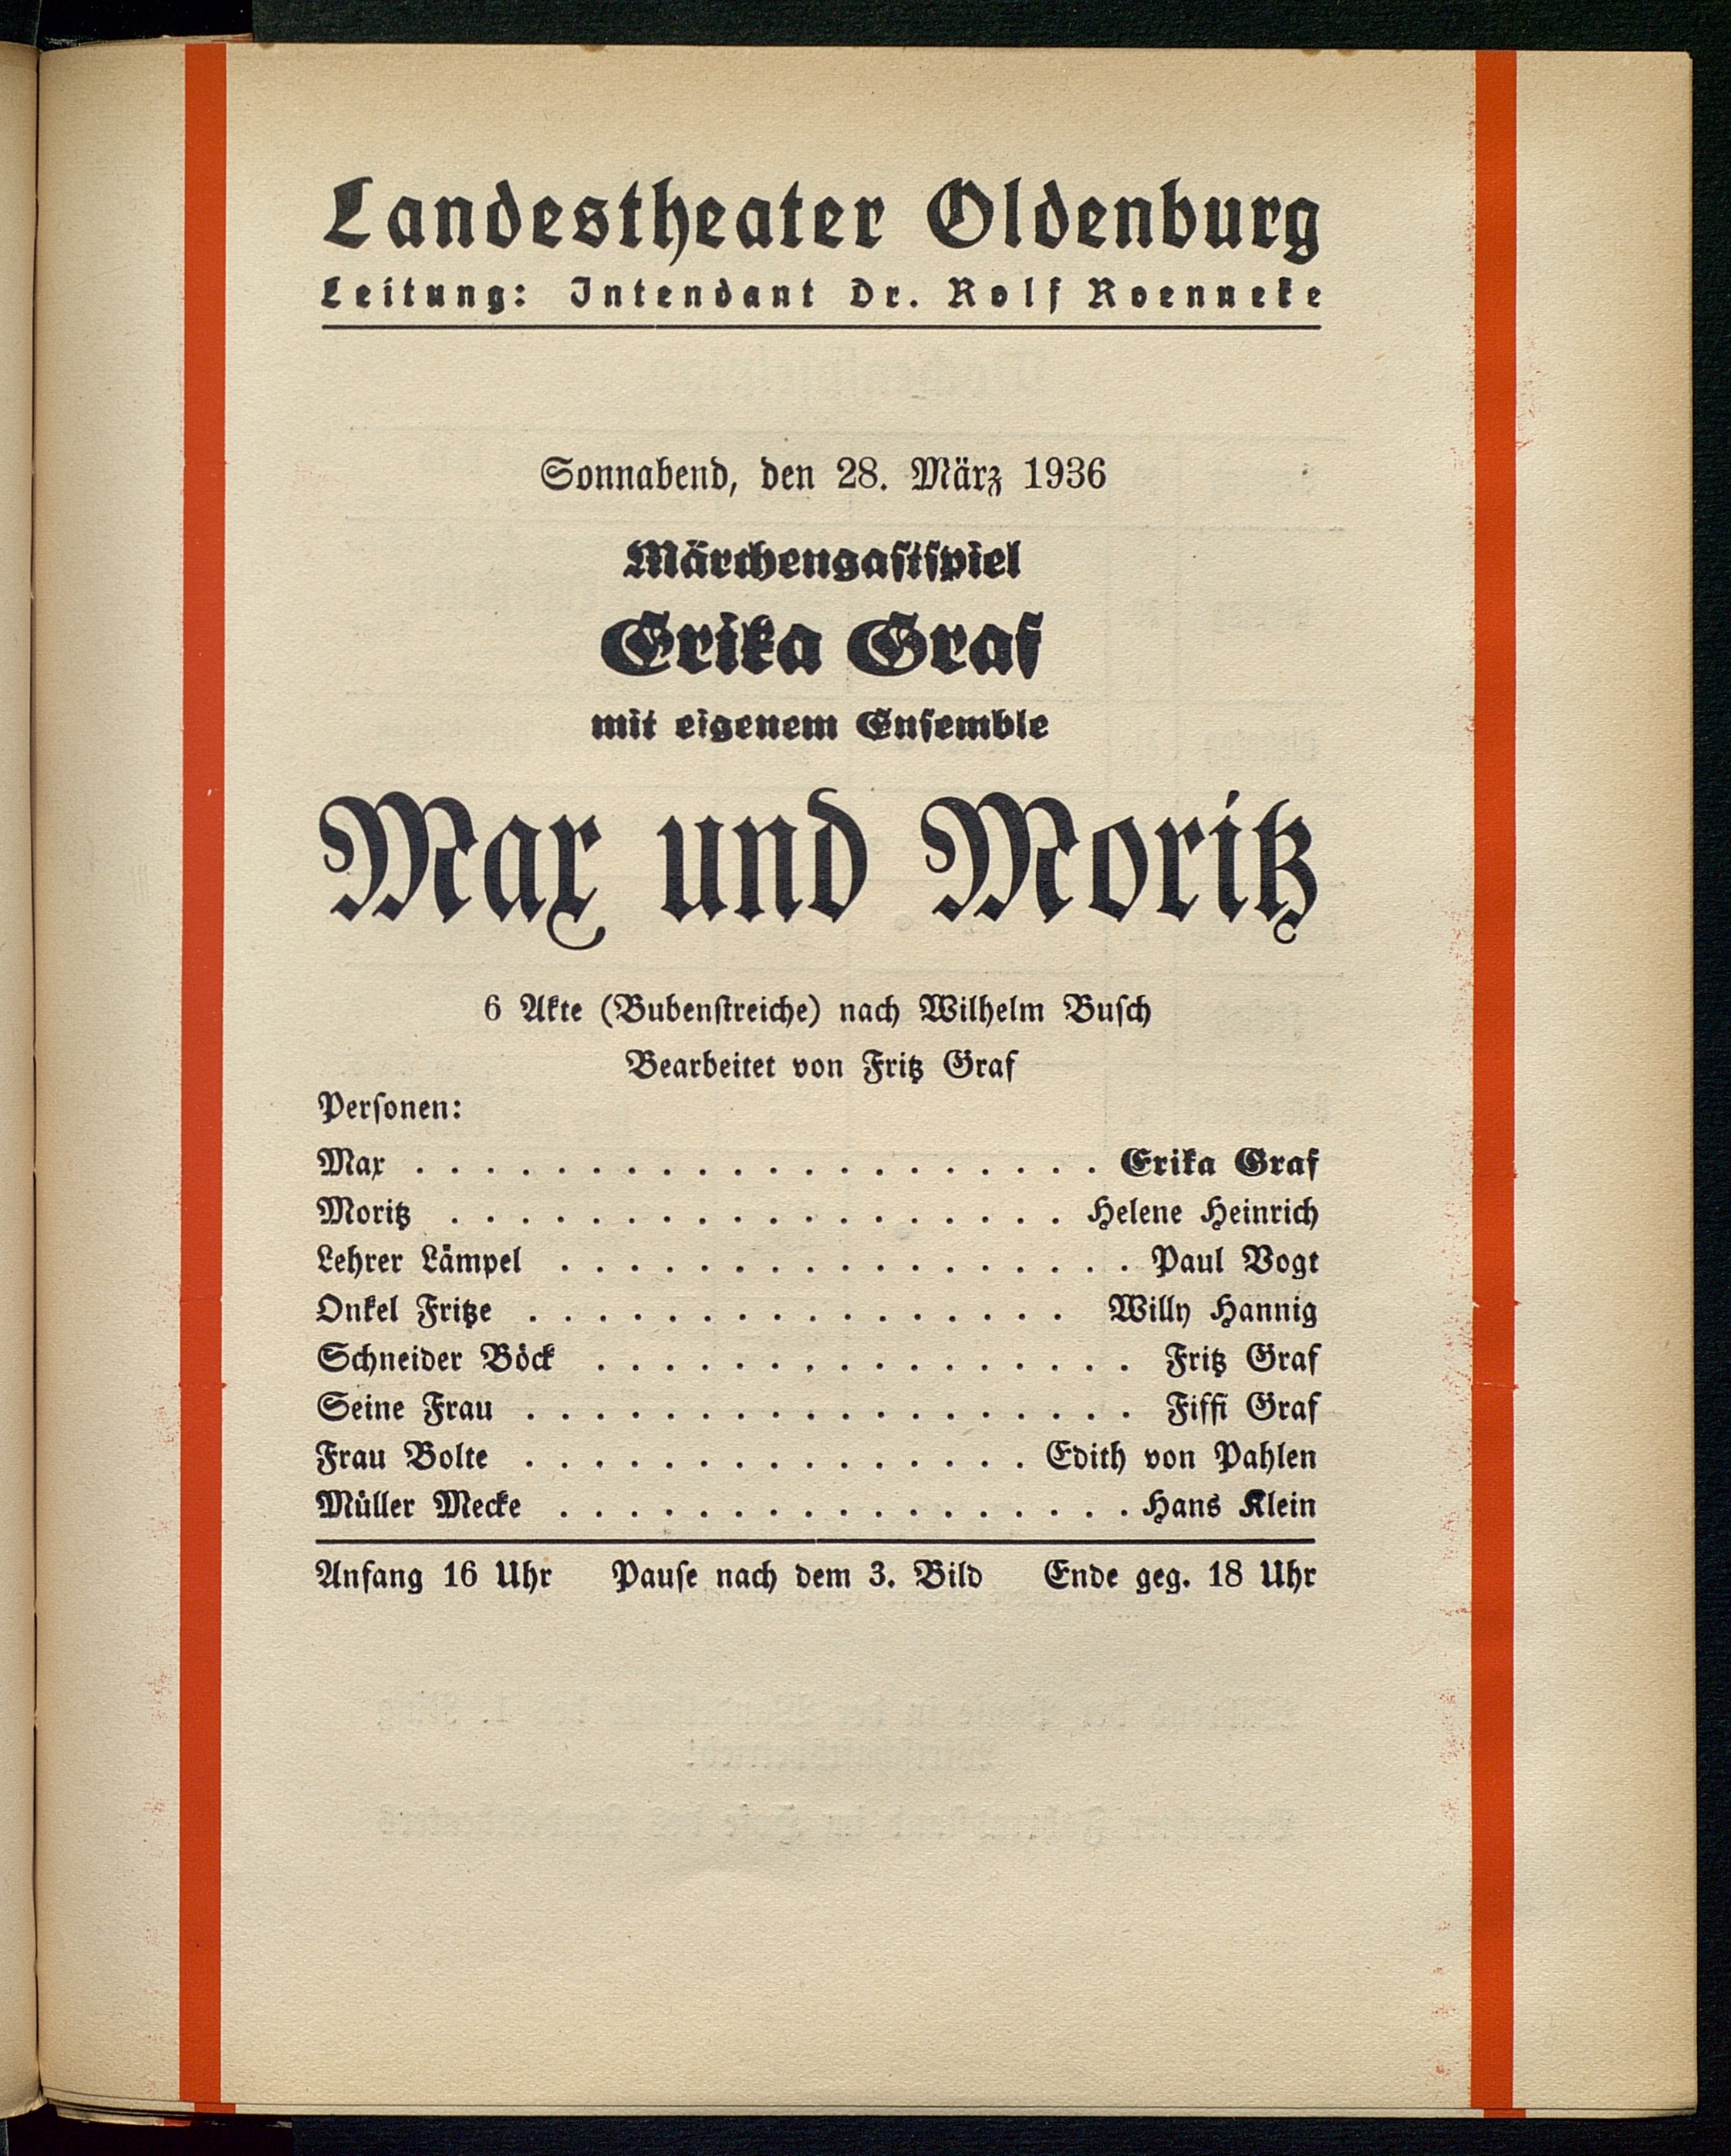 Landestheater Oldenburg
Leitung: Intendant Dr. Rolf Roenneke
Sonnabend, den 28. März 1936
Märchengastspiel
Erika Graf
mit eigenem Ensemble
Max und Moritz
6 Akte (Bubenstreiche) nach Wilhelm Busch
Bearbeitet von Fritz Graf
Personen:
Max . . . . . . . . . . . . . . . . . . . . Erika Graf
Moritz . . . . . . . . . . . . . . . . . . Helene Heinrich
Lehrer Lämpel . . . . . . . . . . . . . . . . . Paul Vogt
Onkel Fritze . . . . . . . . . . . . . . . . Willy Hannig
Schneider Böck . . . . . . . . . . . . . . . . Fritz Graf
Seine Frau . . . . . . . . . . . . . . . . . . Fiffi Graf
Frau Bolte . . . . . . . . . . . . . . . Edith von Pahlen
Müller Mecke . . . . . . . . . . . . . . . . . Hans Klein
Anfang 16 Uhr Pause nach dem 3. Bild Ende geg. 18 Uhr